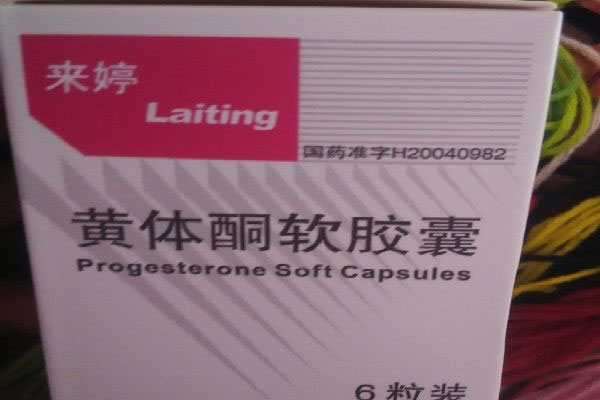 来婷
Laiting
国药准字H20040982
黄体酮软胶囊
Progesterone Soft Capsules
6粒装